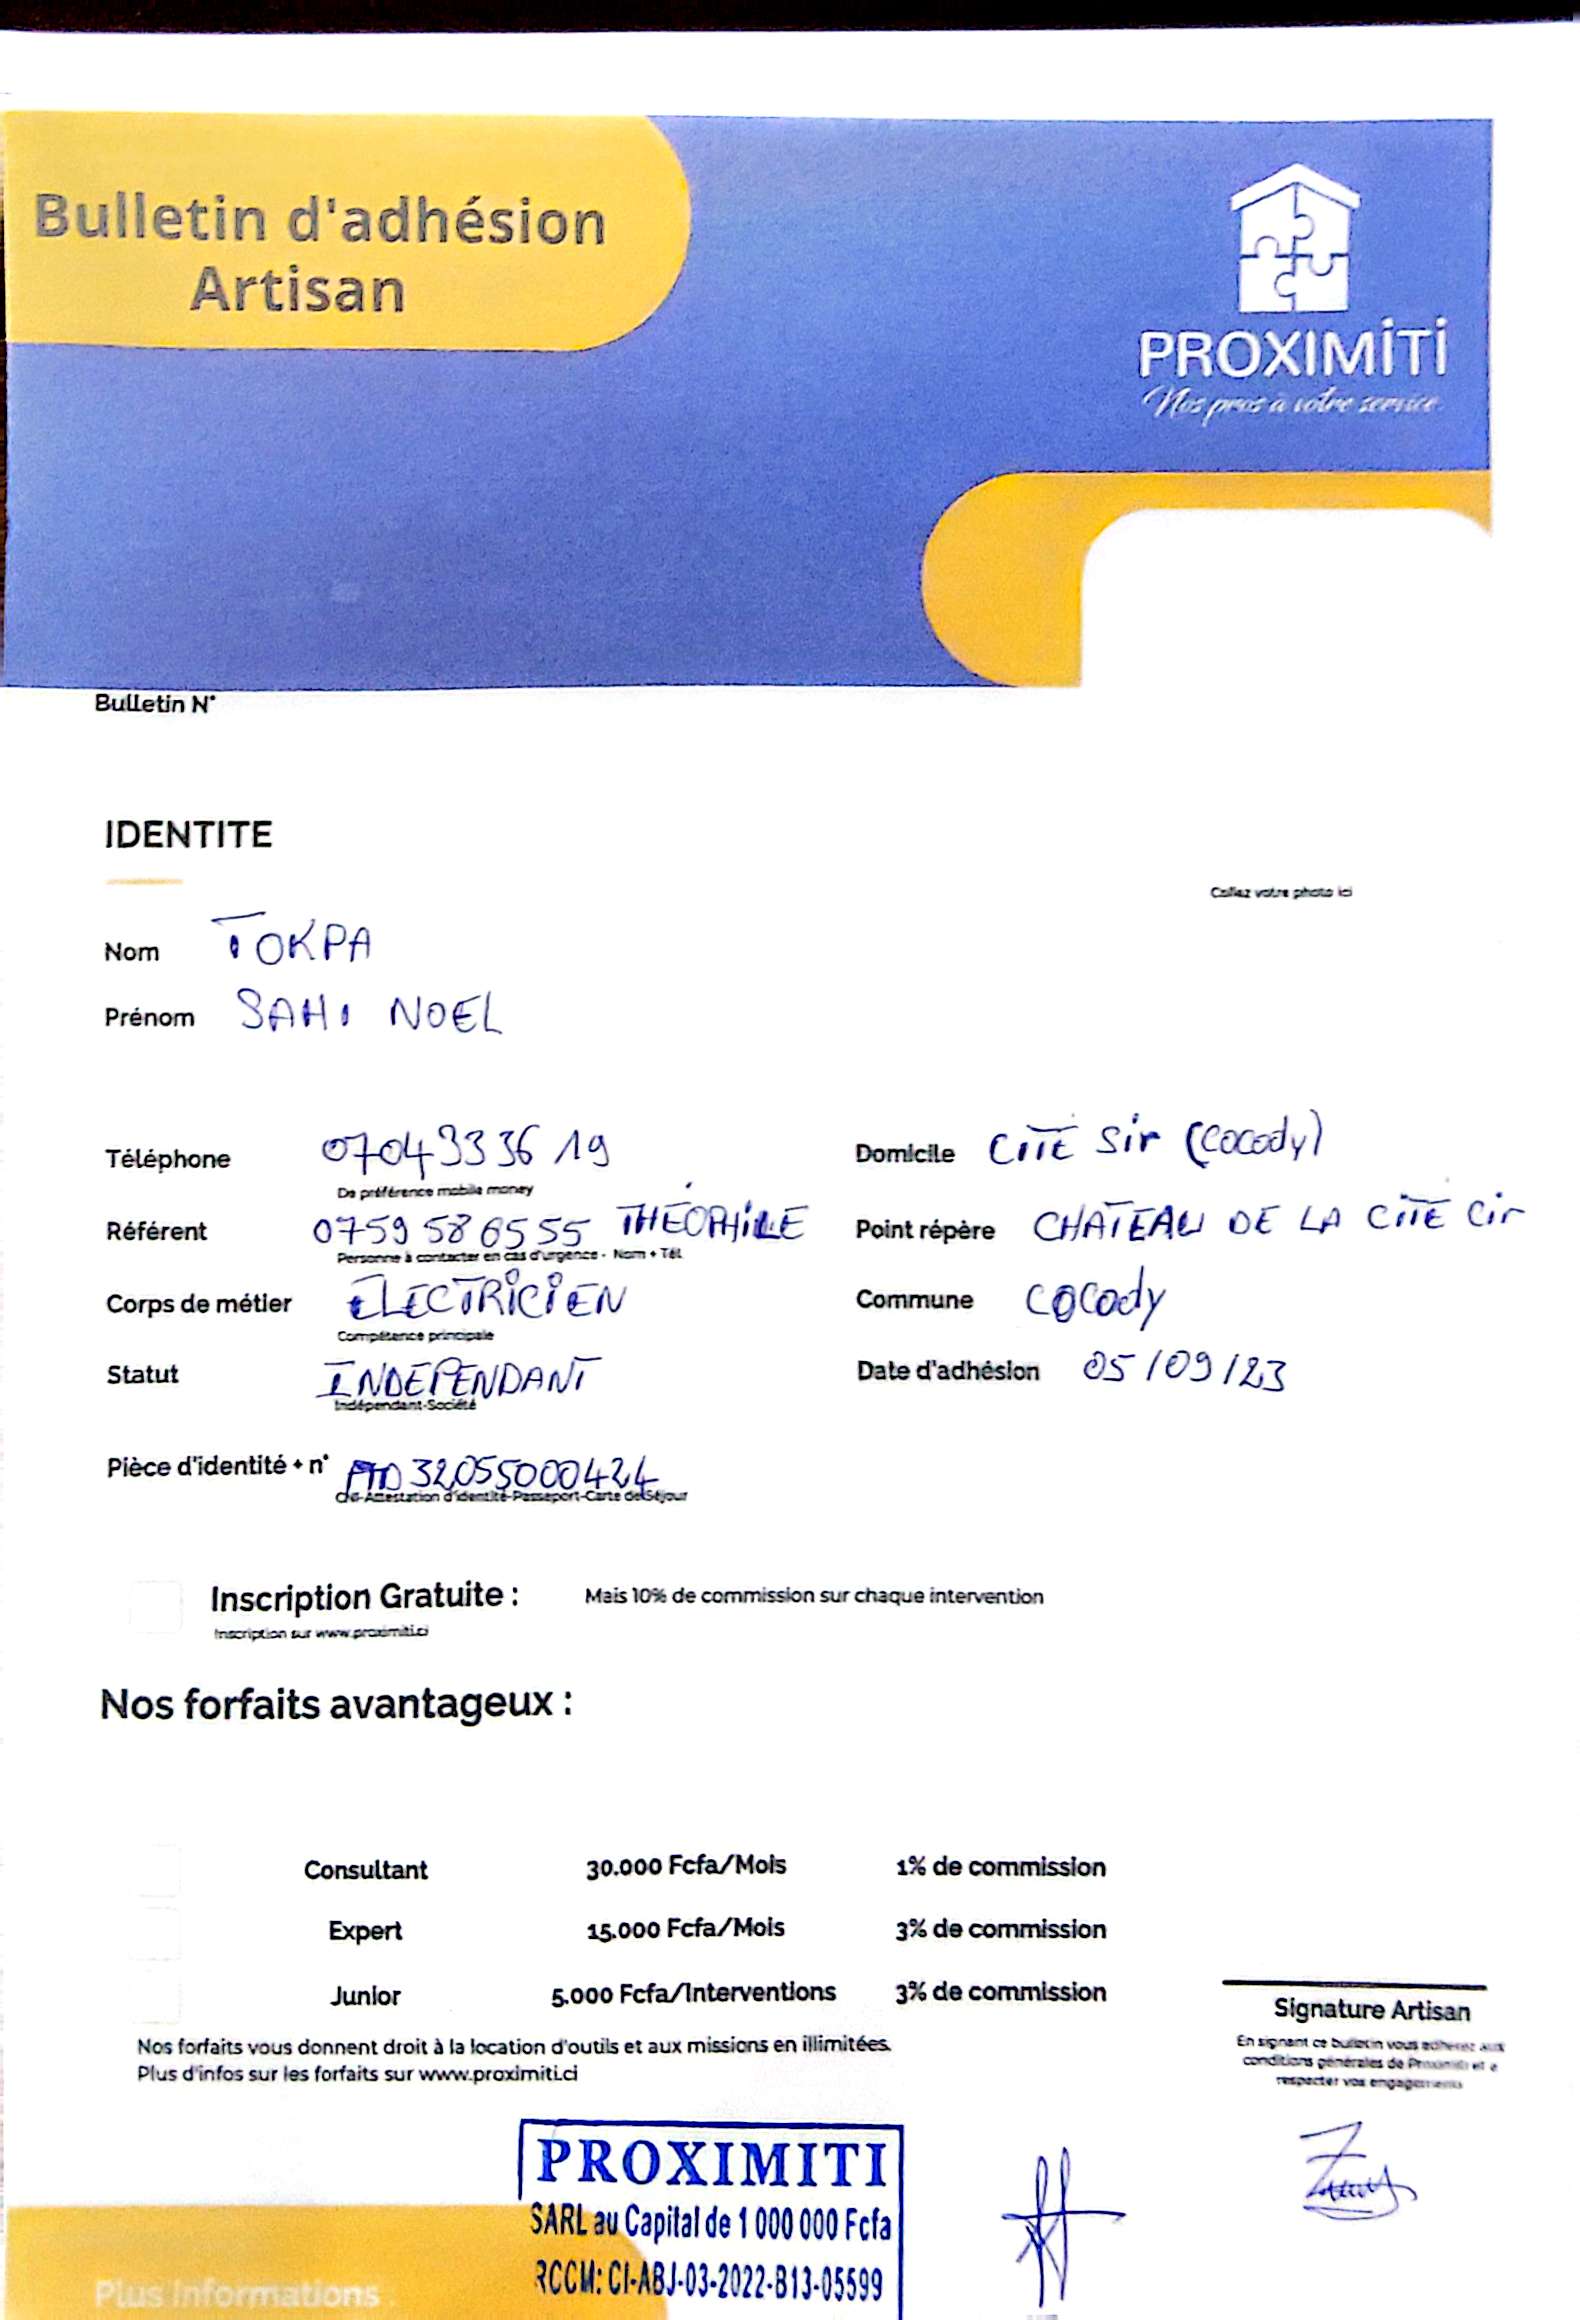 Bulletin d'adhésion
Artisan
PROXIMiTi
Nos pros à votre service
Bulletin N°
IDENTITE
Collez votre photo ici
Nom TOKPA
Prénom SAHI NOEL
Téléphone 0704333619 Domicile CITE Sir (Cocody)
De préférence mobile money
Référent 0759586555 THEOPHILE Point répère CHATEAU DE LA CiTE Cir
Personne à contacter en cas d'urgence - Nom + Tél
Corps de métier ELECTRICIEN Commune Cocody
Compétence principale
Statut INDEPENDANT Date d'adhésion 05/09/23
Indépendant-Société
Pièce d'identité + n° 32055000424
CNI-Attestation d'identité-Passeport-Carte de Séjour
Inscription Gratuite : Mais 10% de commission sur chaque intervention
Inscription sur www.proximiti.ci
Nos forfaits avantageux :
Consultant 30.000 Fcfa/Mois 1% de commission
Expert 15.000 Fcfa/Mois 3% de commission
Junior 5.000 Fcfa/Interventions 3% de commission
Nos forfaits vous donnent droit à la location d'outils et aux missions en illimitées.
Plus d'infos sur les forfaits sur www.proximiti.ci
Signature Artisan
En signant ce bulletin vous adhérez aux
conditions générales de Proximiti et a
respecter vos engagements
PROXIMITI
SARL au Capital de 1 000 000 Fcfa
RCCM: CI-ABJ-03-2022-B13-05599
Plus Informations :